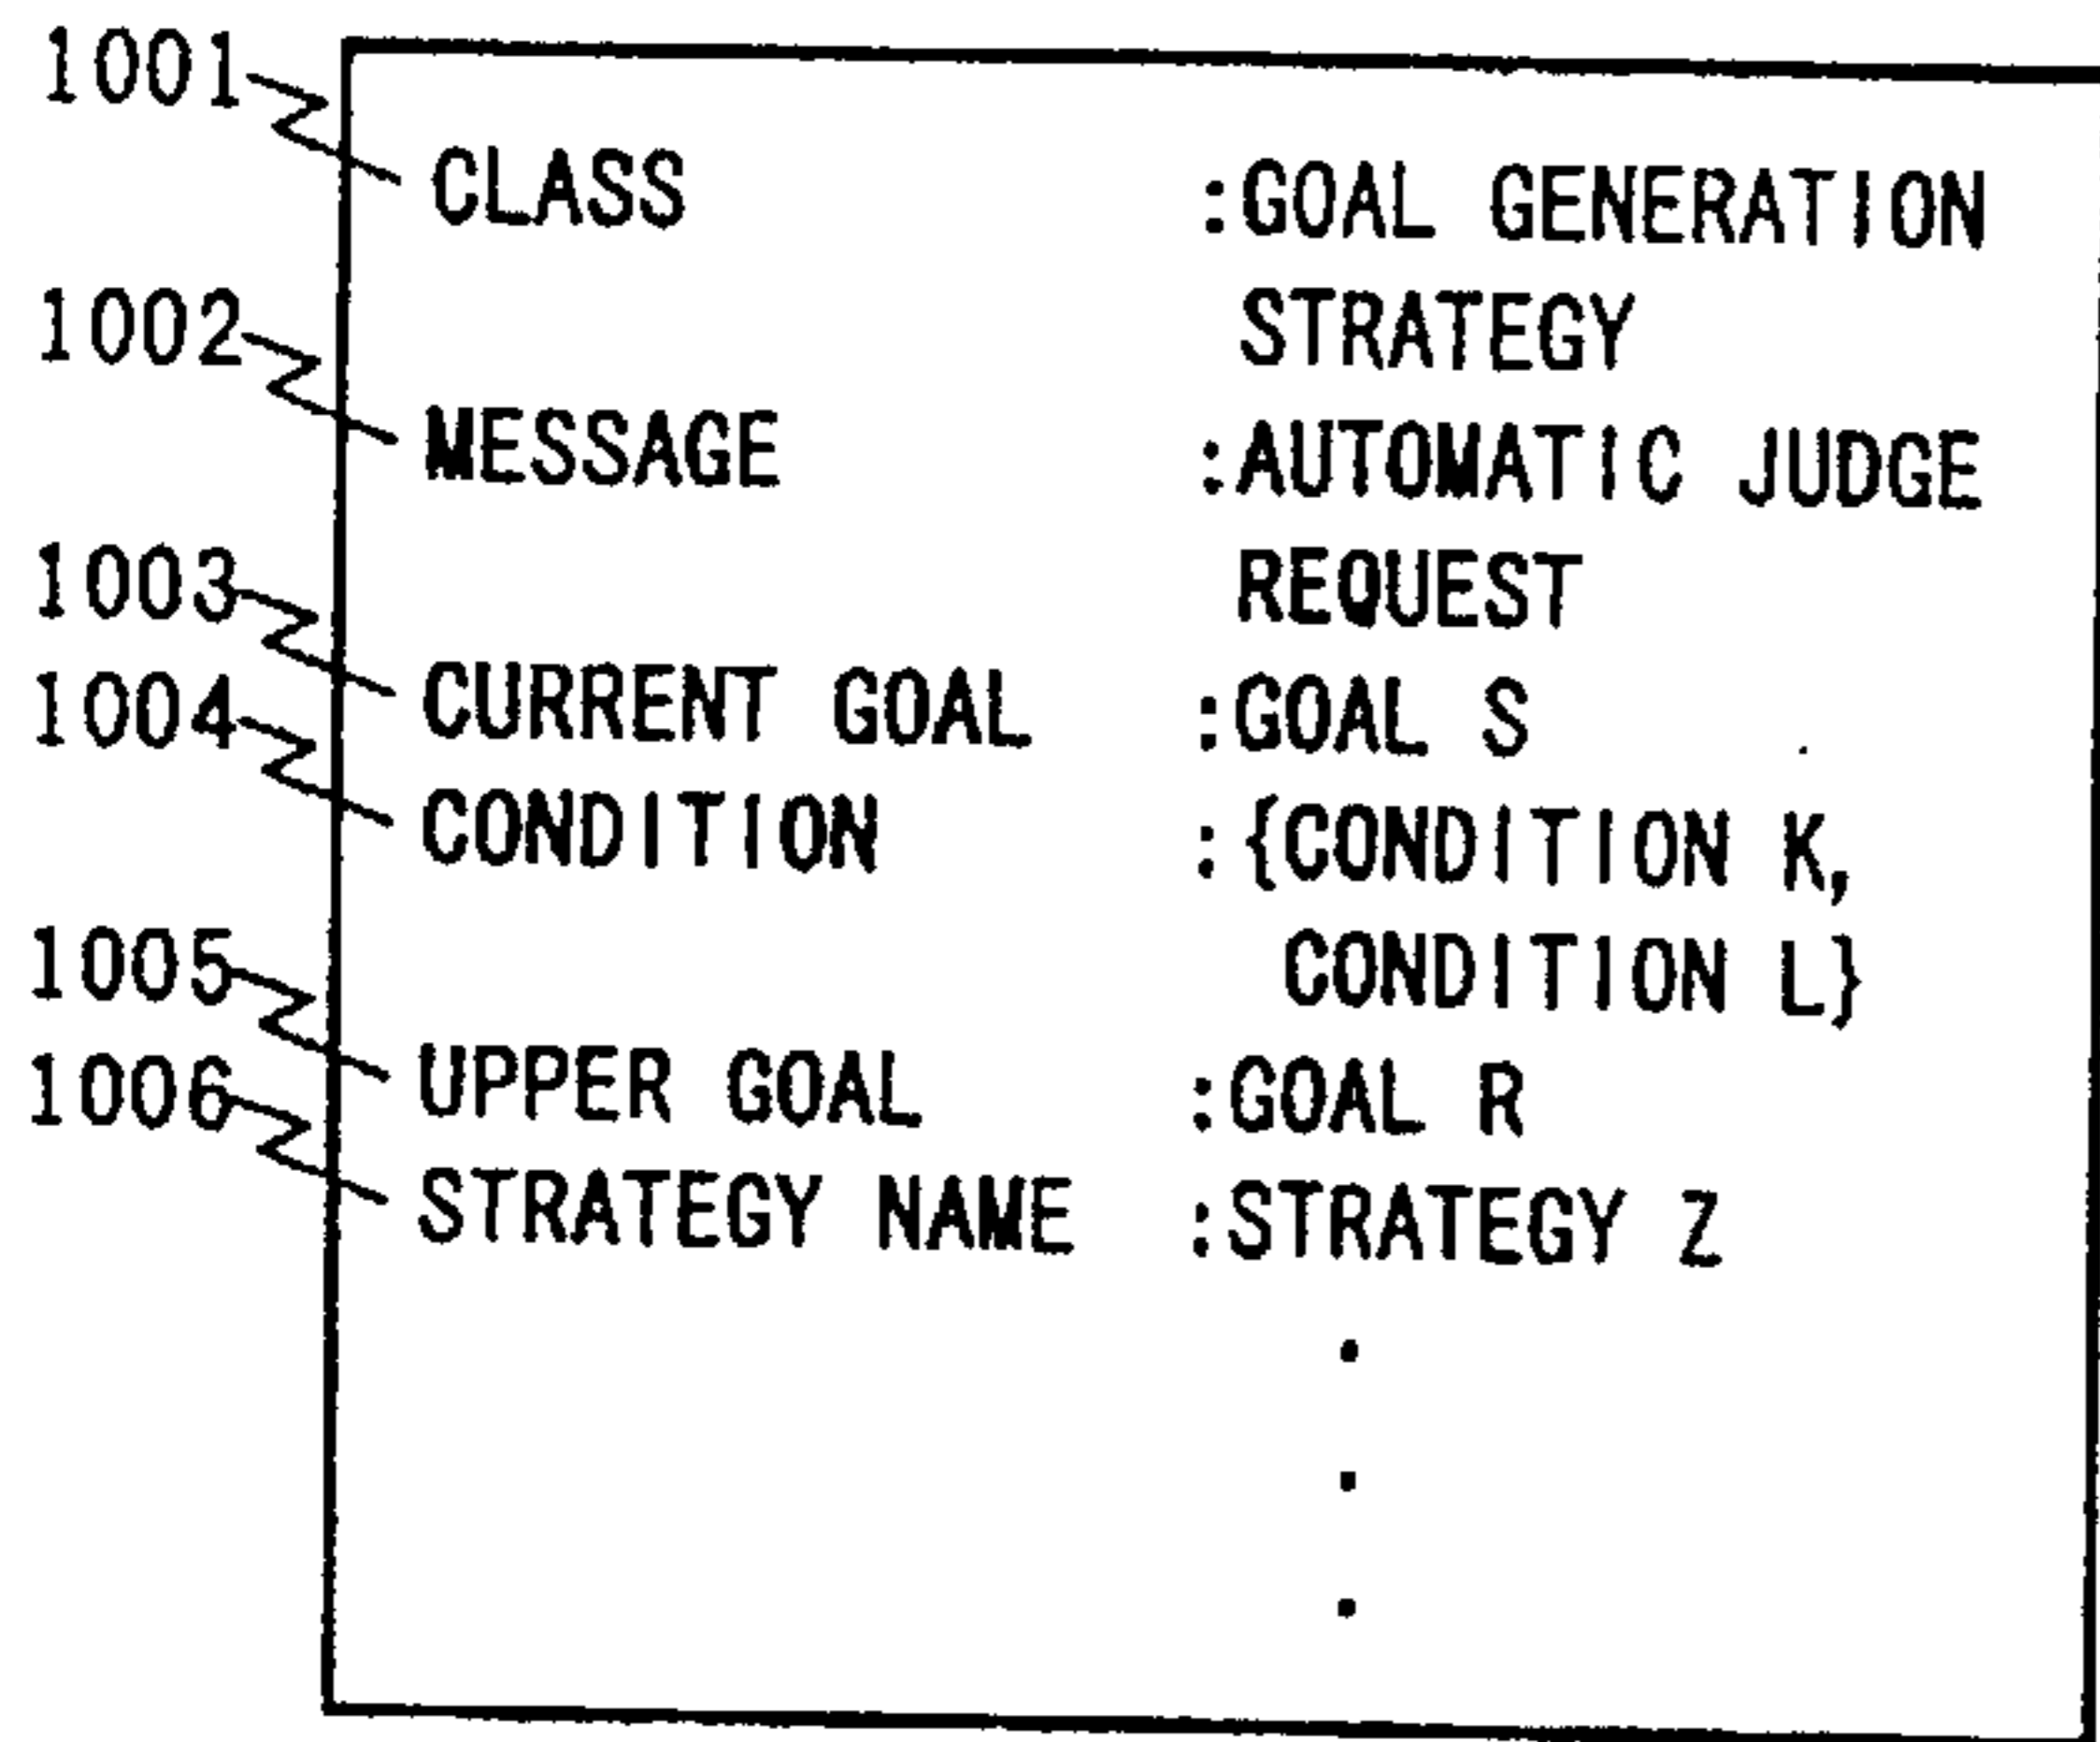 1001 CLASS :GOAL GENERATION
STRATEGY
1002 MESSAGE :AUTOMATIC JUDGE
REQUEST
1003 CURRENT GOAL :GOAL S
1004 CONDITION :{CONDITION K,
CONDITION L}
1005 UPPER GOAL :GOAL R
1006 STRATEGY NAME :STRATEGY Z
.
.
.